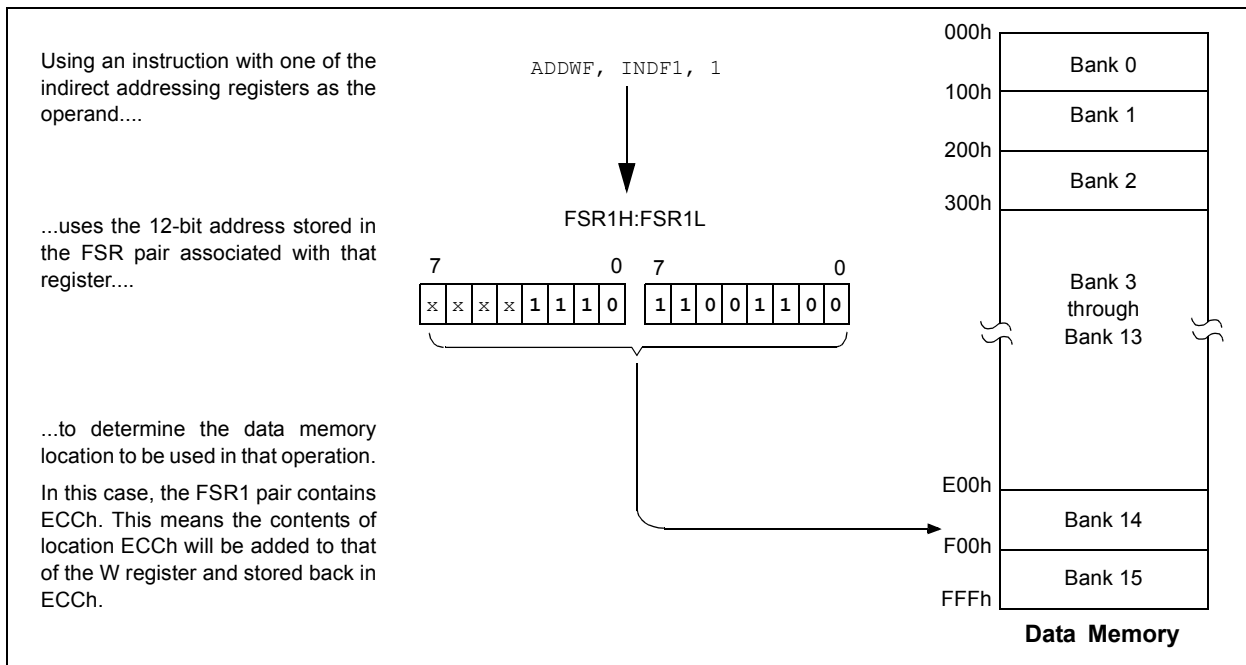 Using an instruction with one of the
indirect addressing registers as the
operand....
ADDWF, INDF1, 1
...uses the 12-bit address stored in
the FSR pair associated with that
register....
FSR1H:FSR1L
7 0 7 0
x x x x 1 1 1 0 1 1 0 0 1 1 0 0
...to determine the data memory
location to be used in that operation.
In this case, the FSR1 pair contains
ECCh. This means the contents of
location ECCh will be added to that
of the W register and stored back in
ECCh.
000h
Bank 0
100h
Bank 1
200h
Bank 2
300h
Bank 3
through
Bank 13
E00h
Bank 14
F00h
Bank 15
FFFh
Data Memory